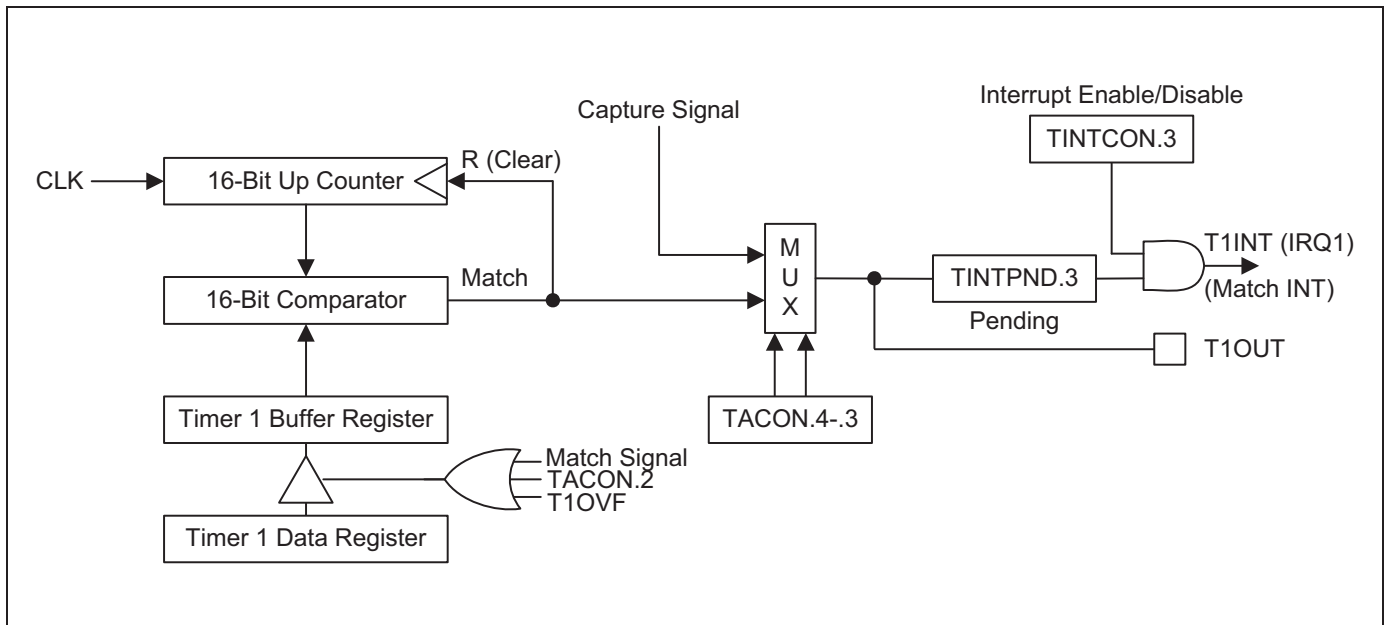 Interrupt Enable/Disable
Capture Signal
TINTCON.3
R (Clear)
CLK
16-Bit Up Counter
M
U
X
T1INT (IRQ1)
Match
TINTPND.3
(Match INT)
16-Bit Comparator
Pending
T1OUT
Timer 1 Buffer Register
TACON.4-.3
Match Signal
TACON.2
T1OVF
Timer 1 Data Register